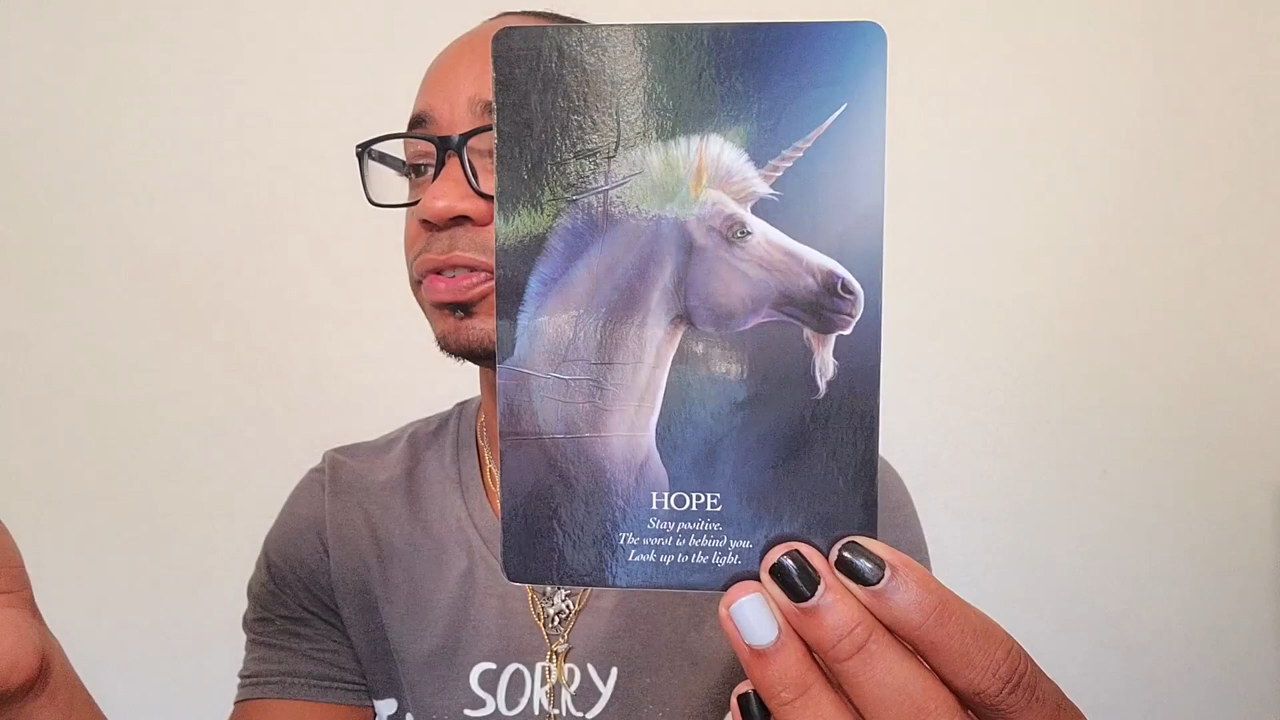 HOPE
Stay positive.
The worst is behind you.
Look up to the light.
SORRY